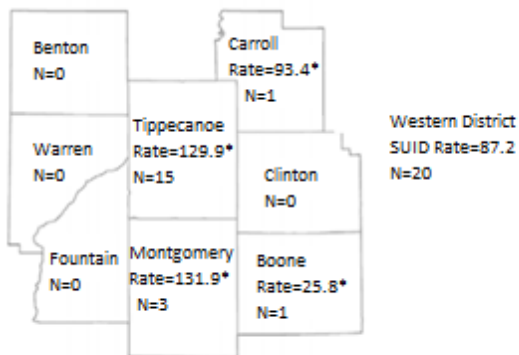 Benton
N=0
Carroll
Rate=93.4*
N=1
Warren
N=0
Tippecanoe
Rate=129.9*
N=15
Clinton
N=0
Western District
SUID Rate=87.2
N=20
Fountain
N=0
Montgomery
Rate=131.9*
N=3
Boone
Rate=25.8*
N=1